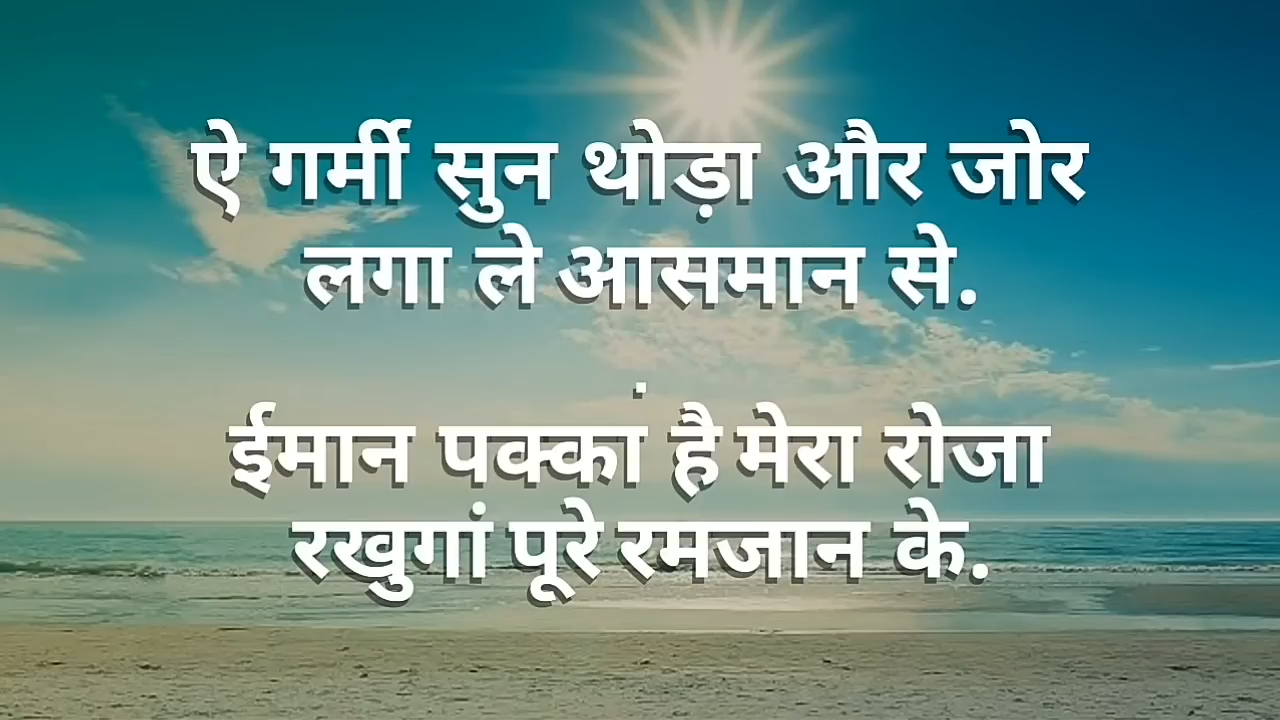 ऐ गर्मी सुन थोड़ा और जोर
लगा ले आसमान से.
.
ईमान पक्का है मेरा रोजा
रखुगां पूरे रमजान के.